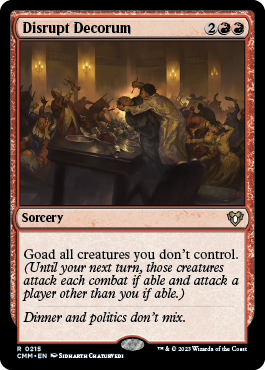 Disrupt Decorum 2
Sorcery
Goad all creatures you don't control.
(Until your next turn, those creatures
attack each combat if able and attack a
player other than you if able.)
Dinner and politics don't mix.
R 0215
CMM • EN Sidharth Chaturvedi
™ & © 2023 Wizards of the Coast